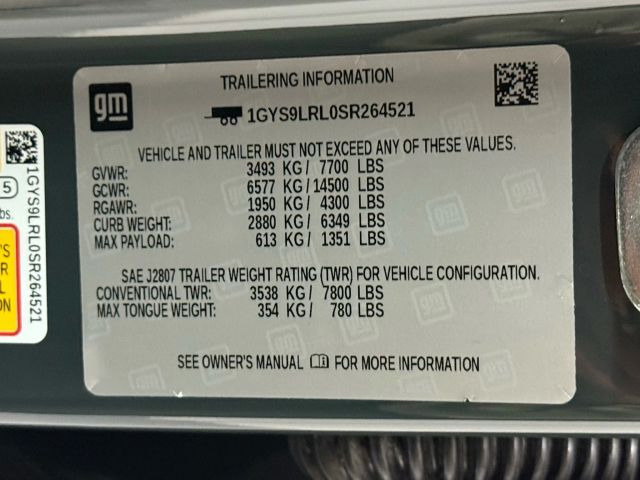 gm
TRAILERING INFORMATION
1GYS9LRL0SR264521
VEHICLE AND TRAILER MUST NOT EXCEED ANY OF THESE VALUES.
GVWR: 3493 KG / 7700 LBS
GCWR: 6577 KG / 14500 LBS
RGAWR: 1950 KG / 4300 LBS
CURB WEIGHT: 2880 KG / 6349 LBS
MAX PAYLOAD: 613 KG / 1351 LBS
SAE J2807 TRAILER WEIGHT RATING (TWR) FOR VEHICLE CONFIGURATION.
CONVENTIONAL TWR: 3538 KG / 7800 LBS
MAX TONGUE WEIGHT: 354 KG / 780 LBS
SEE OWNER'S MANUAL FOR MORE INFORMATION
1GYS9LRL0SR264521
5
bs.